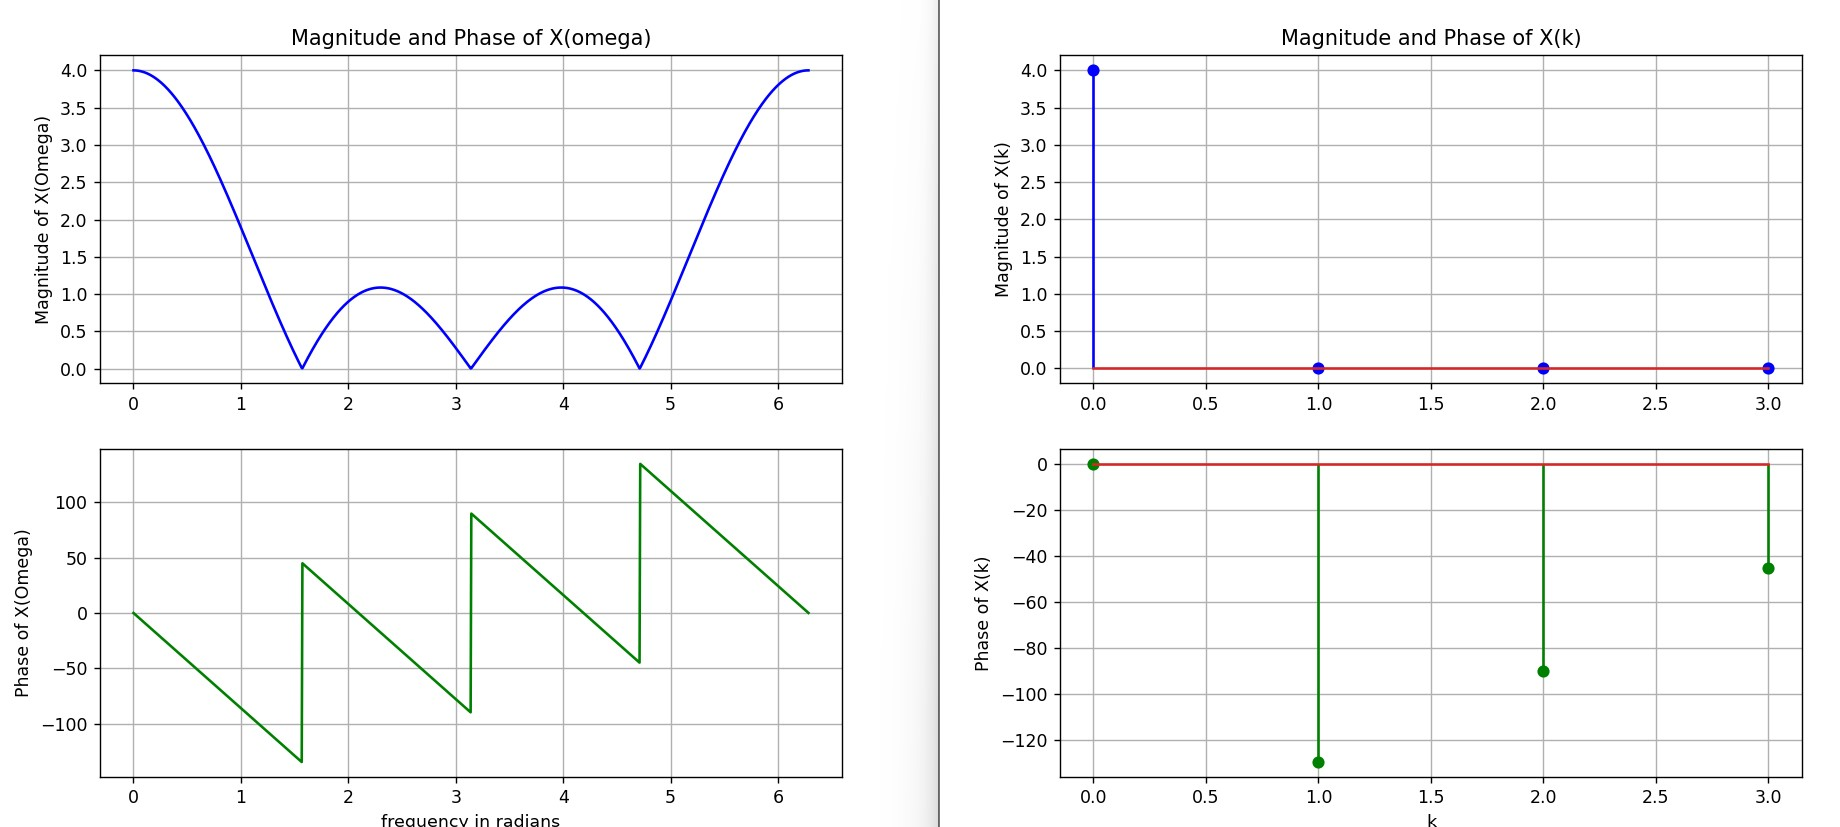 Magnitude and Phase of X(omega)
Magnitude of X(Omega)
4.0
3.5
3.0
2.5
2.0
1.5
1.0
0.5
0.0
0 1 2 3 4 5 6
Phase of X(Omega)
100
50
0
−50
−100
0 1 2 3 4 5 6
frequency in radians
Magnitude and Phase of X(k)
Magnitude of X(k)
4.0
3.5
3.0
2.5
2.0
1.5
1.0
0.5
0.0
0.0 0.5 1.0 1.5 2.0 2.5 3.0
Phase of X(k)
0
−20
−40
−60
−80
−100
−120
0.0 0.5 1.0 1.5 2.0 2.5 3.0
k